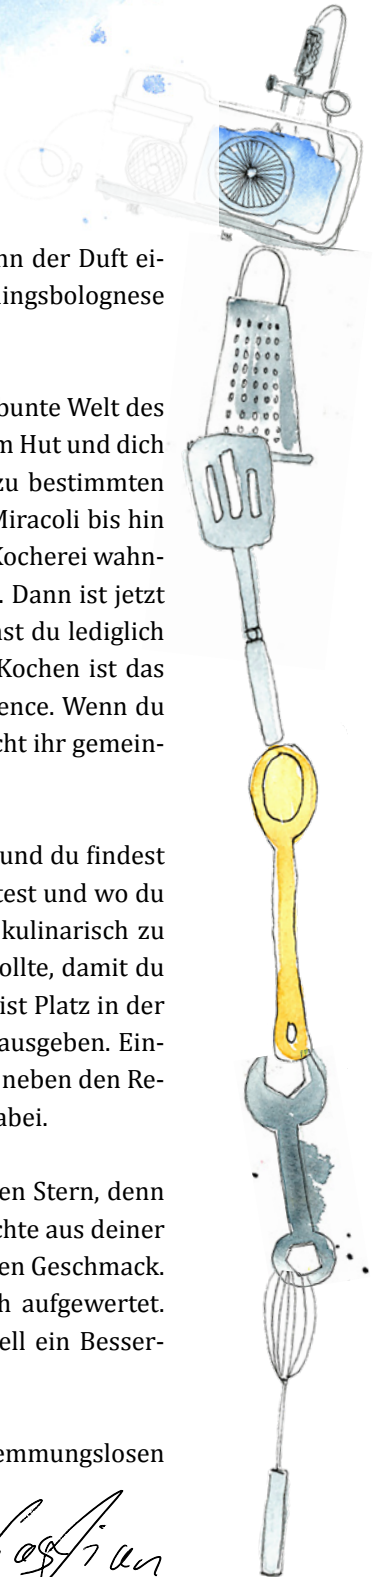 nn der Duft ei-
lingsbolognese
bunte Welt des
m Hut und dich
zu bestimmten
Miracoli bis hin
Kocherei wahn-
. Dann ist jetzt
nst du lediglich
Kochen ist das
ence. Wenn du
cht ihr gemein-
und du findest
test und wo du
kulinarisch zu
ollte, damit du
ist Platz in der
ausgeben. Ein-
neben den Re-
abei.
en Stern, denn
chte aus deiner
en Geschmack.
h aufgewertet.
ell ein Besser-
emmungslosen